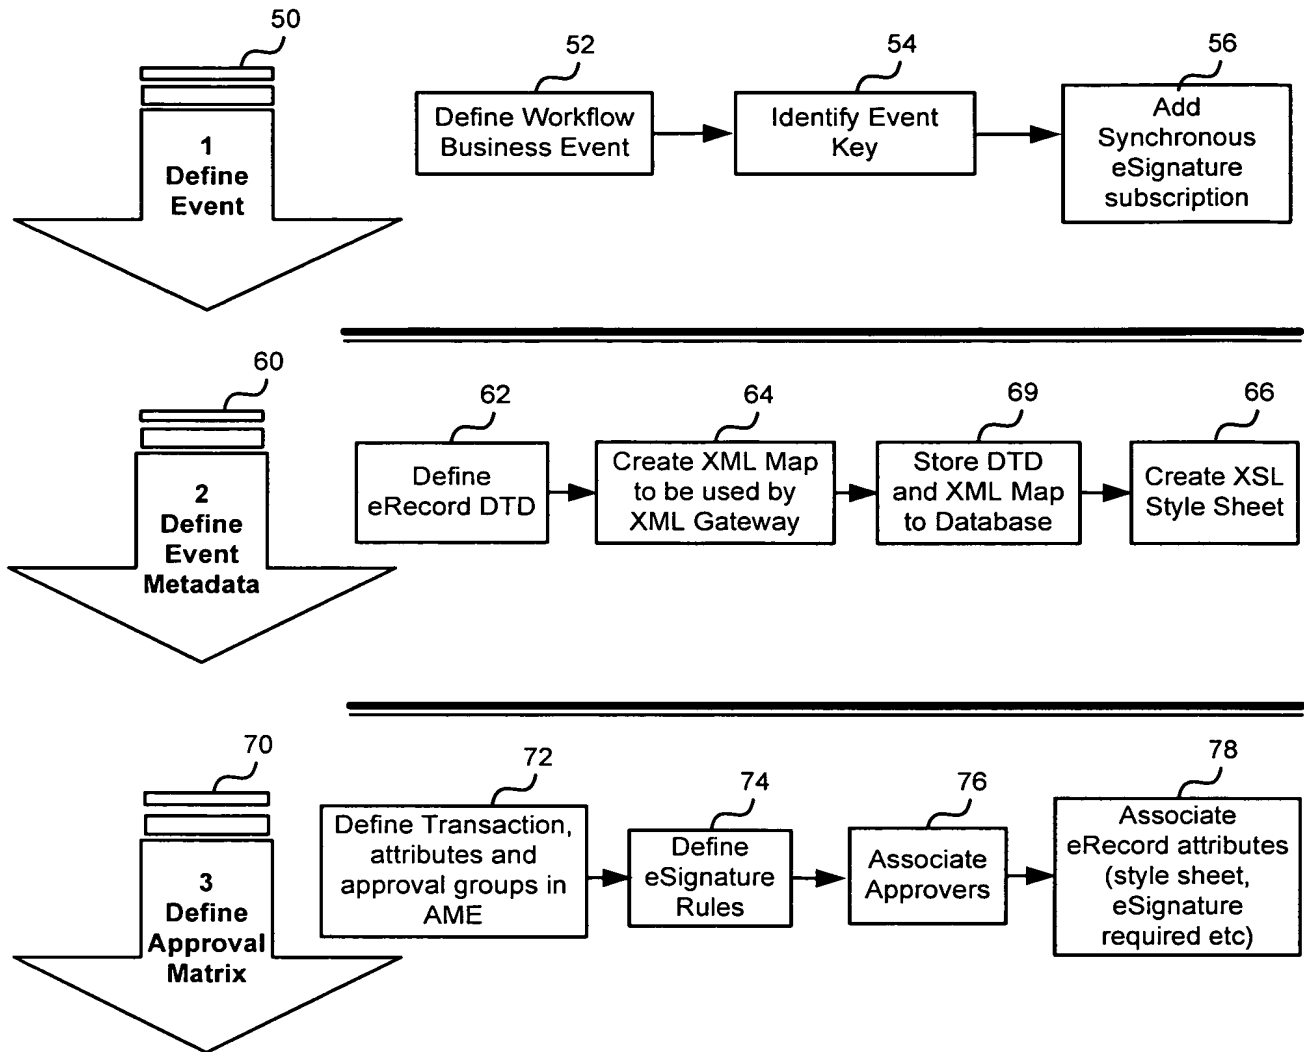 50
52
54
56
1
Define
Event
Define Workflow
Business Event
Identify Event
Key
Add
Synchronous
eSignature
subscription
60
62
64
69
66
2
Define
Event
Metadata
Define
eRecord DTD
Create XML Map
to be used by
XML Gateway
Store DTD
and XML Map
to Database
Create XSL
Style Sheet
70
72
74
76
78
3
Define
Approval
Matrix
Define Transaction,
attributes and
approval groups in
AME
Define
eSignature
Rules
Associate
Approvers
Associate
eRecord attributes
(style sheet,
eSignature
required etc)